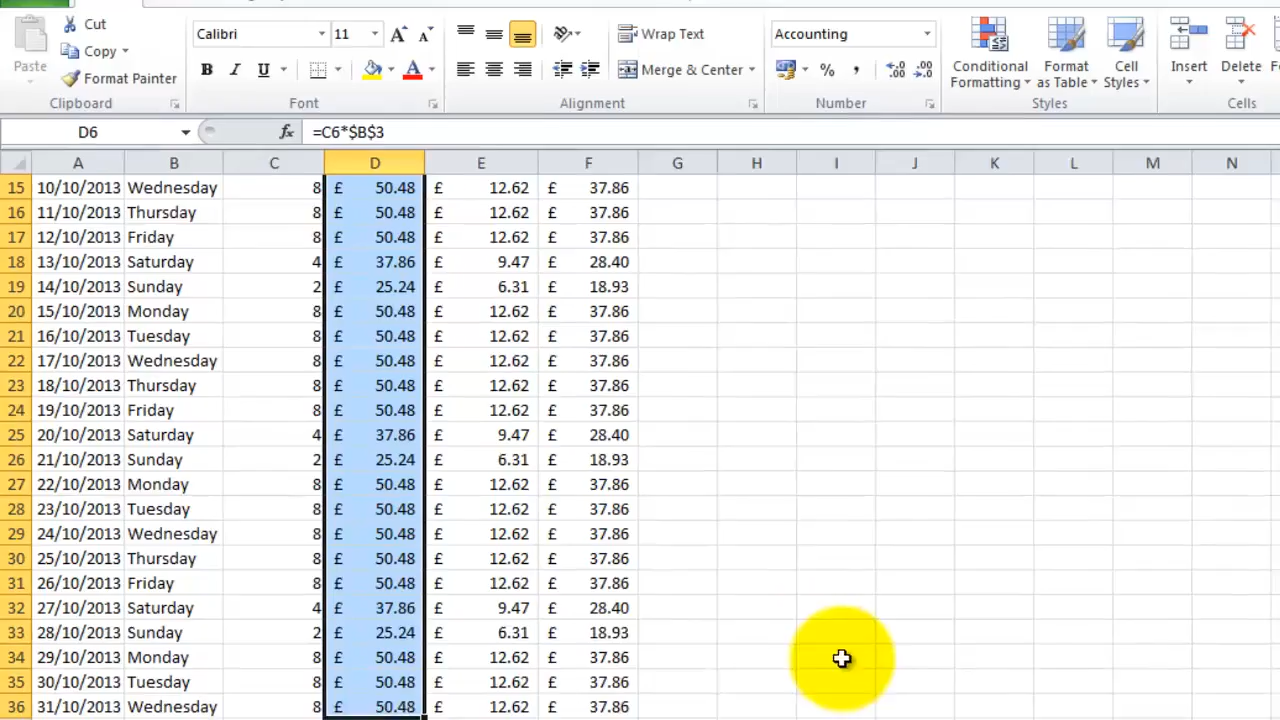 Cut
Copy
Format Painter
Paste
Clipboard
Calibri 11 A A
B I U A
Font
Wrap Text
Merge & Center
Alignment
Accounting
% ,
Number
Conditional Formatting
Format as Table
Cell Styles
Styles
Insert Delete
Cells
D6 fx =C6*$B$3
A B C D E F G H I J K L M N
15 10/10/2013 Wednesday 8 £ 50.48 £ 12.62 £ 37.86
16 11/10/2013 Thursday 8 £ 50.48 £ 12.62 £ 37.86
17 12/10/2013 Friday 8 £ 50.48 £ 12.62 £ 37.86
18 13/10/2013 Saturday 4 £ 37.86 £ 9.47 £ 28.40
19 14/10/2013 Sunday 2 £ 25.24 £ 6.31 £ 18.93
20 15/10/2013 Monday 8 £ 50.48 £ 12.62 £ 37.86
21 16/10/2013 Tuesday 8 £ 50.48 £ 12.62 £ 37.86
22 17/10/2013 Wednesday 8 £ 50.48 £ 12.62 £ 37.86
23 18/10/2013 Thursday 8 £ 50.48 £ 12.62 £ 37.86
24 19/10/2013 Friday 8 £ 50.48 £ 12.62 £ 37.86
25 20/10/2013 Saturday 4 £ 37.86 £ 9.47 £ 28.40
26 21/10/2013 Sunday 2 £ 25.24 £ 6.31 £ 18.93
27 22/10/2013 Monday 8 £ 50.48 £ 12.62 £ 37.86
28 23/10/2013 Tuesday 8 £ 50.48 £ 12.62 £ 37.86
29 24/10/2013 Wednesday 8 £ 50.48 £ 12.62 £ 37.86
30 25/10/2013 Thursday 8 £ 50.48 £ 12.62 £ 37.86
31 26/10/2013 Friday 8 £ 50.48 £ 12.62 £ 37.86
32 27/10/2013 Saturday 4 £ 37.86 £ 9.47 £ 28.40
33 28/10/2013 Sunday 2 £ 25.24 £ 6.31 £ 18.93
34 29/10/2013 Monday 8 £ 50.48 £ 12.62 £ 37.86
35 30/10/2013 Tuesday 8 £ 50.48 £ 12.62 £ 37.86
36 31/10/2013 Wednesday 8 £ 50.48 £ 12.62 £ 37.86